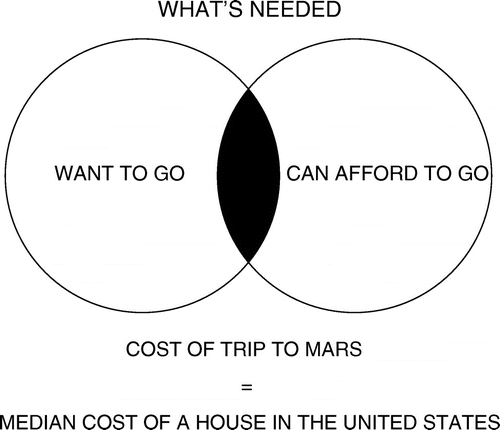 WHAT'S NEEDED
WANT TO GO
CAN AFFORD TO GO
COST OF TRIP TO MARS
=
MEDIAN COST OF A HOUSE IN THE UNITED STATES